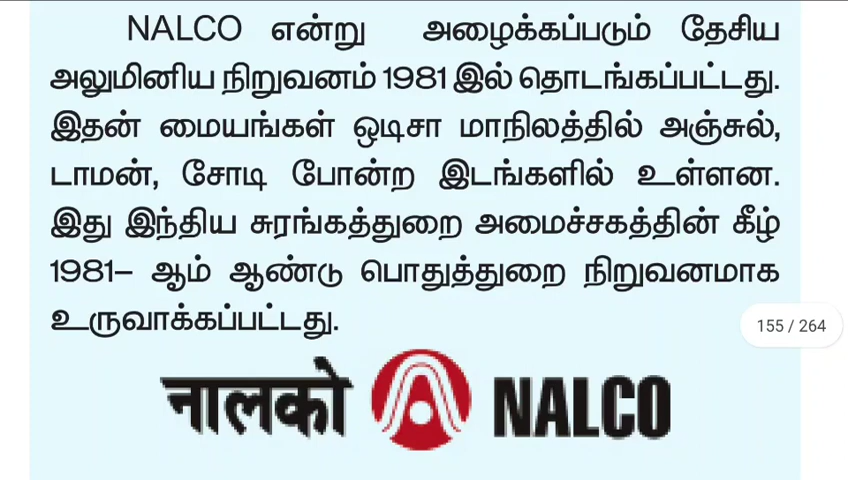 NALCO என்று அழைக்கப்படும் தேசிய
அலுமினிய நிறுவனம் 1981 இல் தொடங்கப்பட்டது.
இதன் மையங்கள் ஒடிசா மாநிலத்தில் அஞ்சுல்,
டாமன், சோடி போன்ற இடங்களில் உள்ளன.
இது இந்திய சுரங்கத்துறை அமைச்சகத்தின் கீழ்
1981– ஆம் ஆண்டு பொதுத்துறை நிறுவனமாக
உருவாக்கப்பட்டது.
155 / 264
नालको NALCO